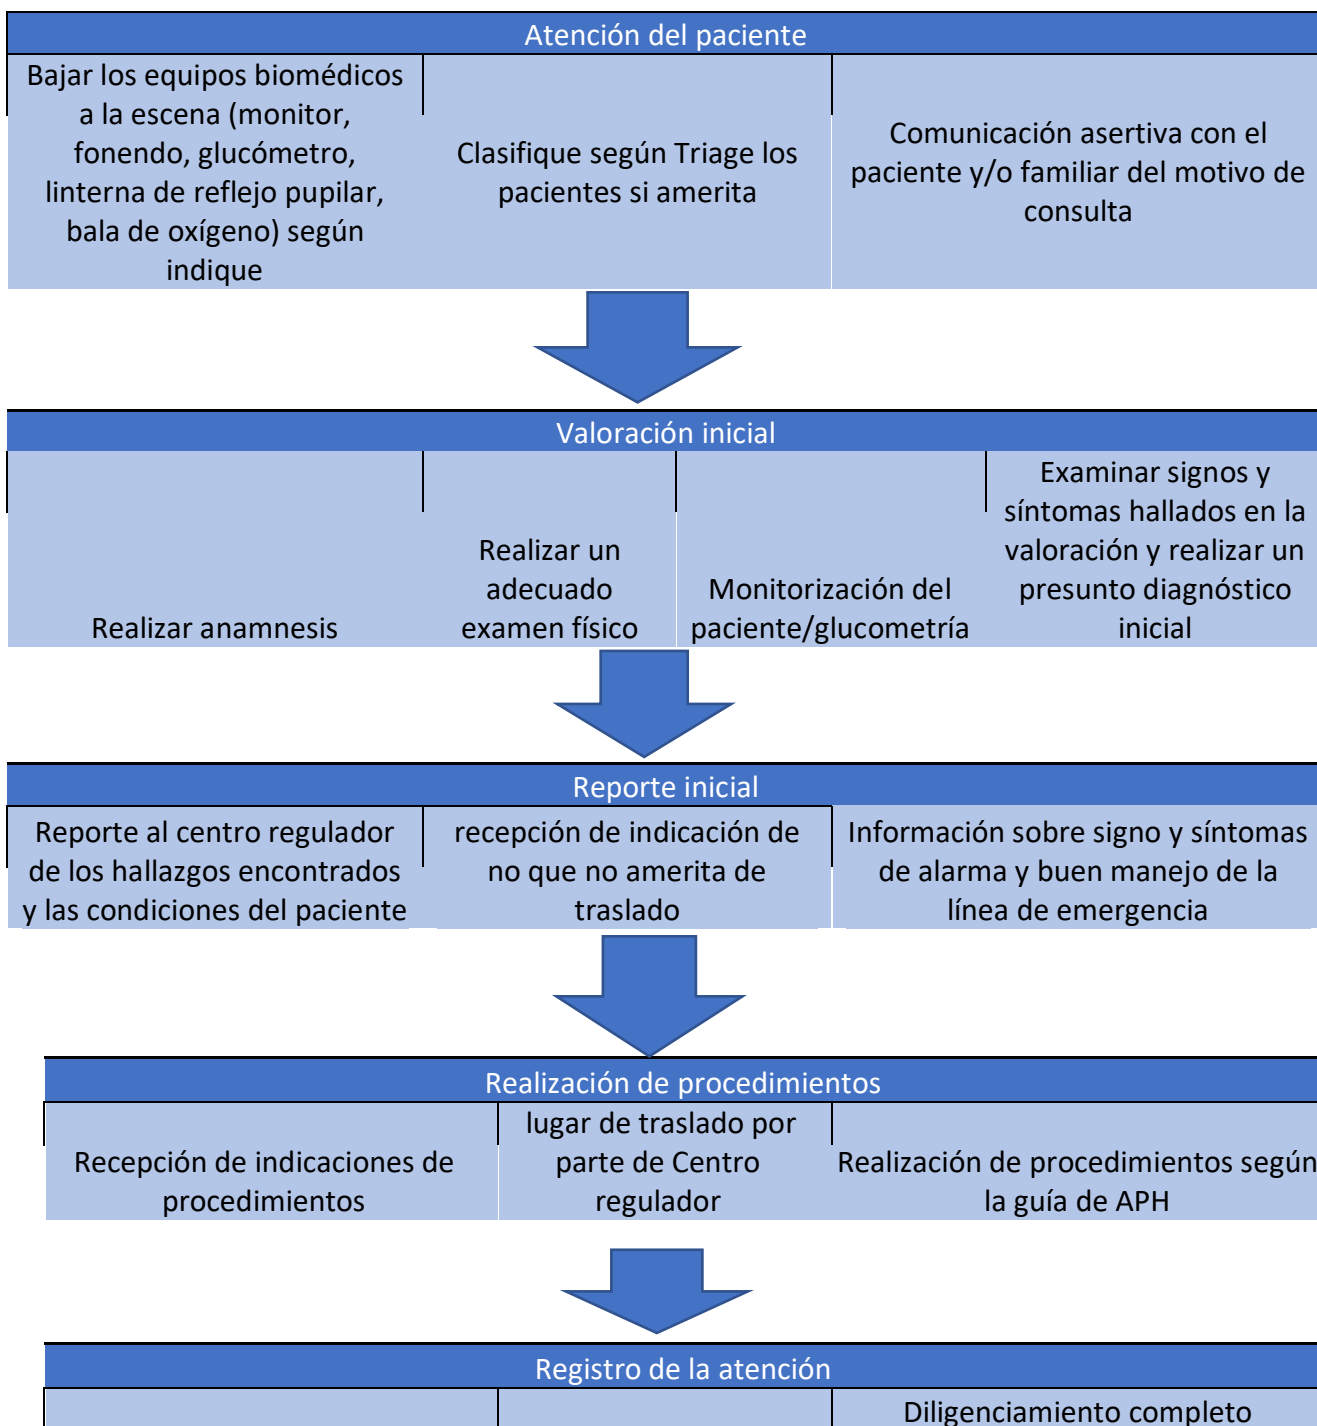 Atención del paciente
Bajar los equipos biomédicos
a la escena (monitor,
fonendo, glucómetro,
linterna de reflejo pupilar,
bala de oxígeno) según
indique
Clasifique según Triage los
pacientes si amerita
Comunicación asertiva con el
paciente y/o familiar del motivo de
consulta
Valoración inicial
Realizar anamnesis
Realizar un
adecuado
examen físico
Monitorización del
paciente/glucometría
Examinar signos y
síntomas hallados en la
valoración y realizar un
presunto diagnóstico
inicial
Reporte inicial
Reporte al centro regulador
de los hallazgos encontrados
y las condiciones del paciente
recepción de indicación de
no que no amerita de
traslado
Información sobre signo y síntomas
de alarma y buen manejo de la
línea de emergencia
Realización de procedimientos
Recepción de indicaciones de
procedimientos
lugar de traslado por
parte de Centro
regulador
Realización de procedimientos según
la guía de APH
Registro de la atención
Diligenciamiento completo